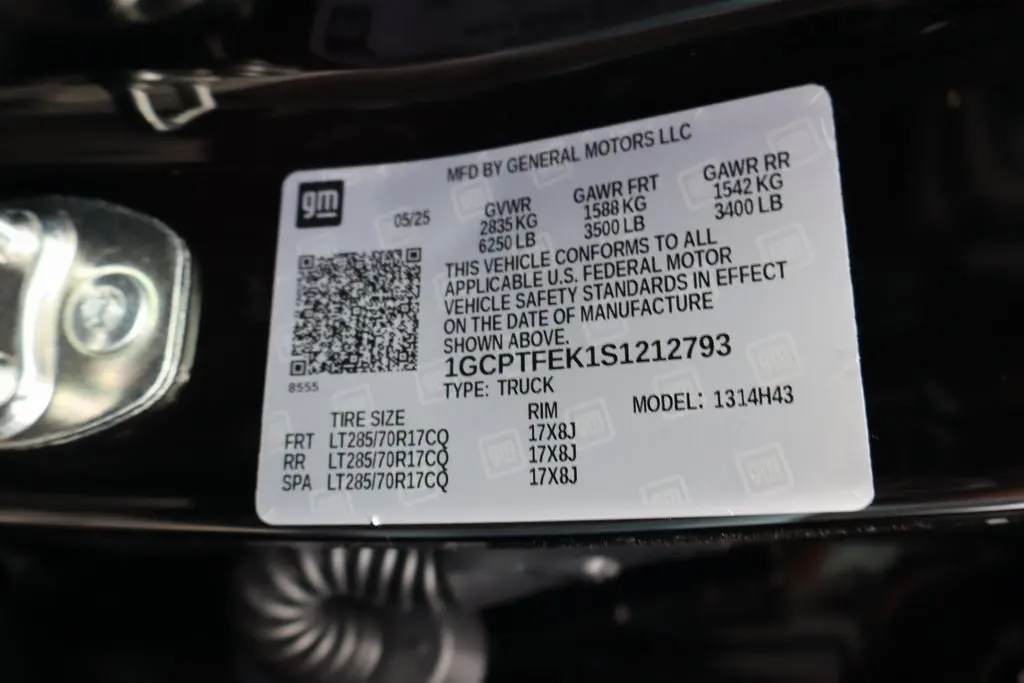 MFD BY GENERAL MOTORS LLC
gm
05/25
GVWR GAWR FRT GAWR RR
2835 KG 1588 KG 1542 KG
6250 LB 3500 LB 3400 LB
THIS VEHICLE CONFORMS TO ALL
APPLICABLE U.S. FEDERAL MOTOR
VEHICLE SAFETY STANDARDS IN EFFECT
ON THE DATE OF MANUFACTURE
SHOWN ABOVE.
1GCPTFEK1S1212793
8555
TYPE: TRUCK
MODEL: 1314H43
TIRE SIZE RIM
FRT LT285/70R17CQ 17X8J
RR LT285/70R17CQ 17X8J
SPA LT285/70R17CQ 17X8J